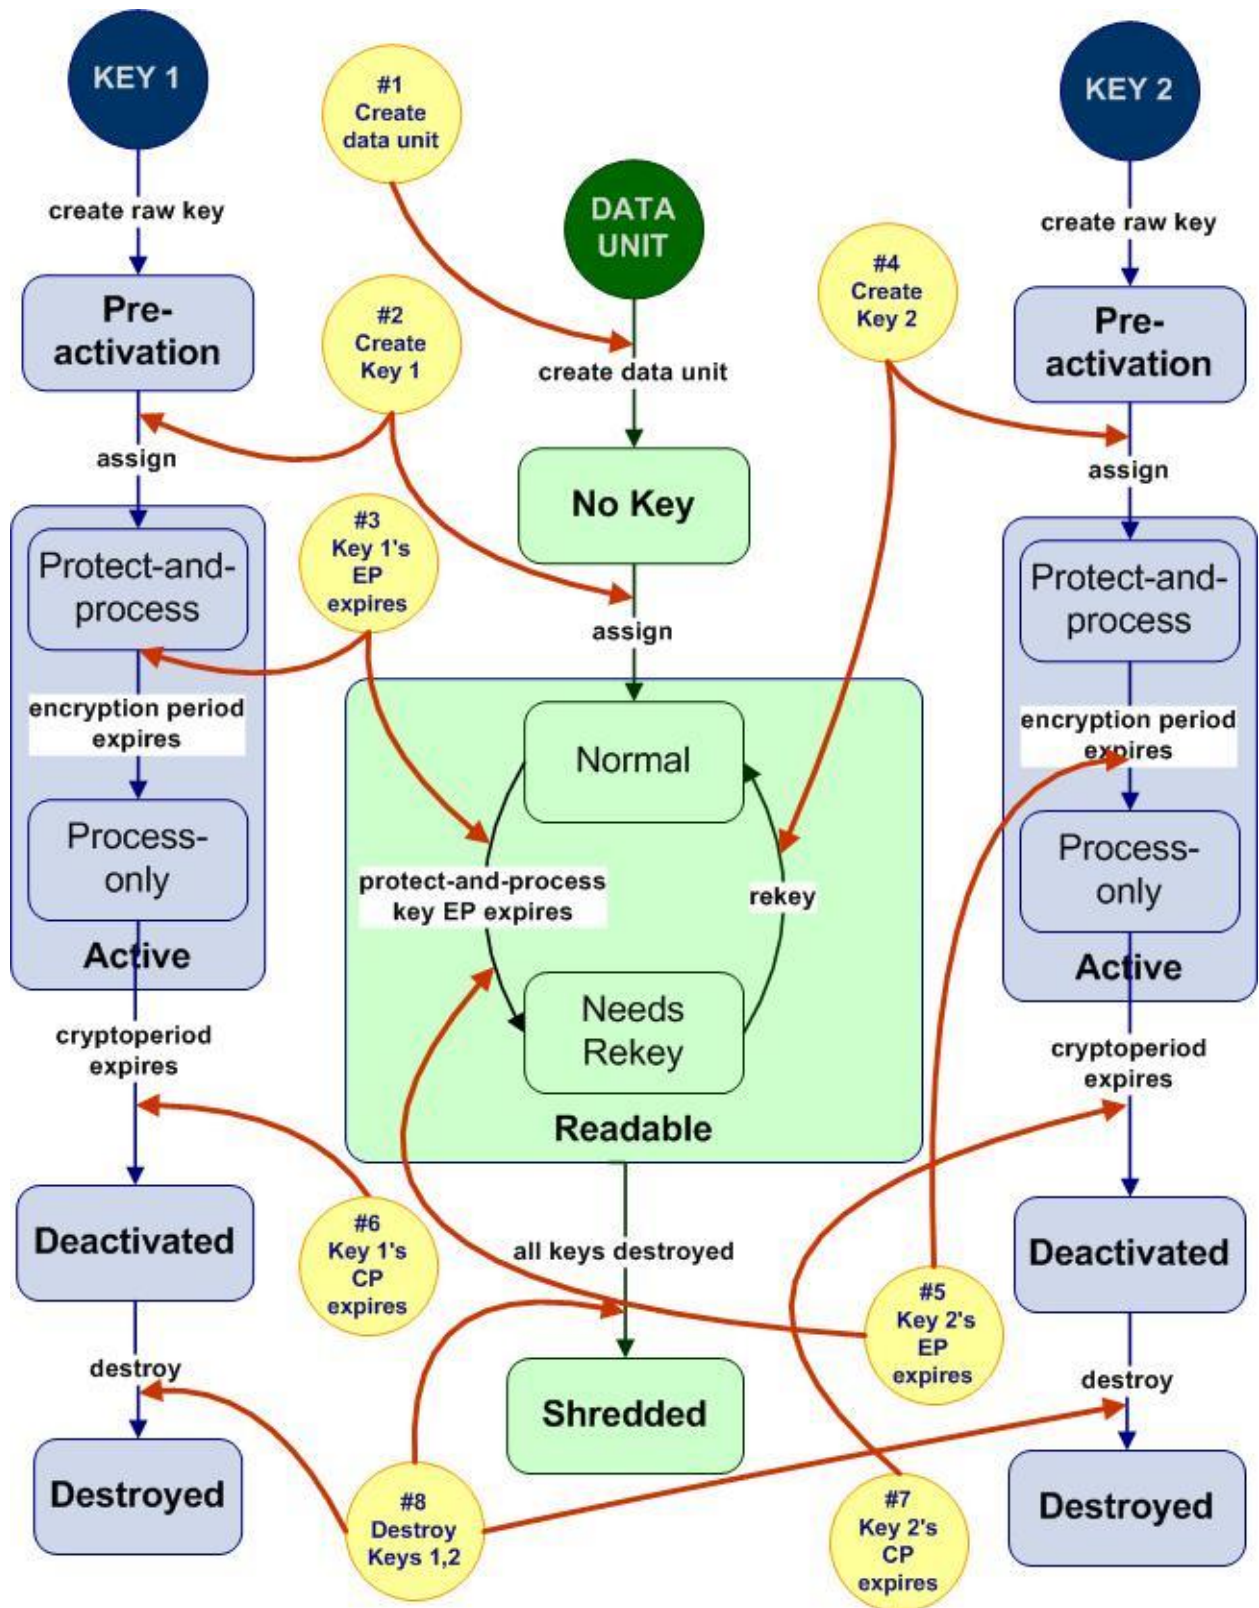 KEY 1
create raw key
Pre-
activation
assign
Protect-and-
process
encryption period
expires
Process-
only
Active
cryptoperiod
expires
Deactivated
destroy
Destroyed
#1
Create
data unit
#2
Create
Key 1
#3
Key 1's
EP
expires
DATA
UNIT
create data unit
No Key
assign
Normal
protect-and-process
key EP expires
rekey
Needs
Rekey
Readable
all keys destroyed
Shredded
#6
Key 1's
CP
expires
#8
Destroy
Keys 1,2
#4
Create
Key 2
#5
Key 2's
EP
expires
#7
Key 2's
CP
expires
KEY 2
create raw key
Pre-
activation
assign
Protect-and-
process
encryption period
expires
Process-
only
Active
cryptoperiod
expires
Deactivated
destroy
Destroyed